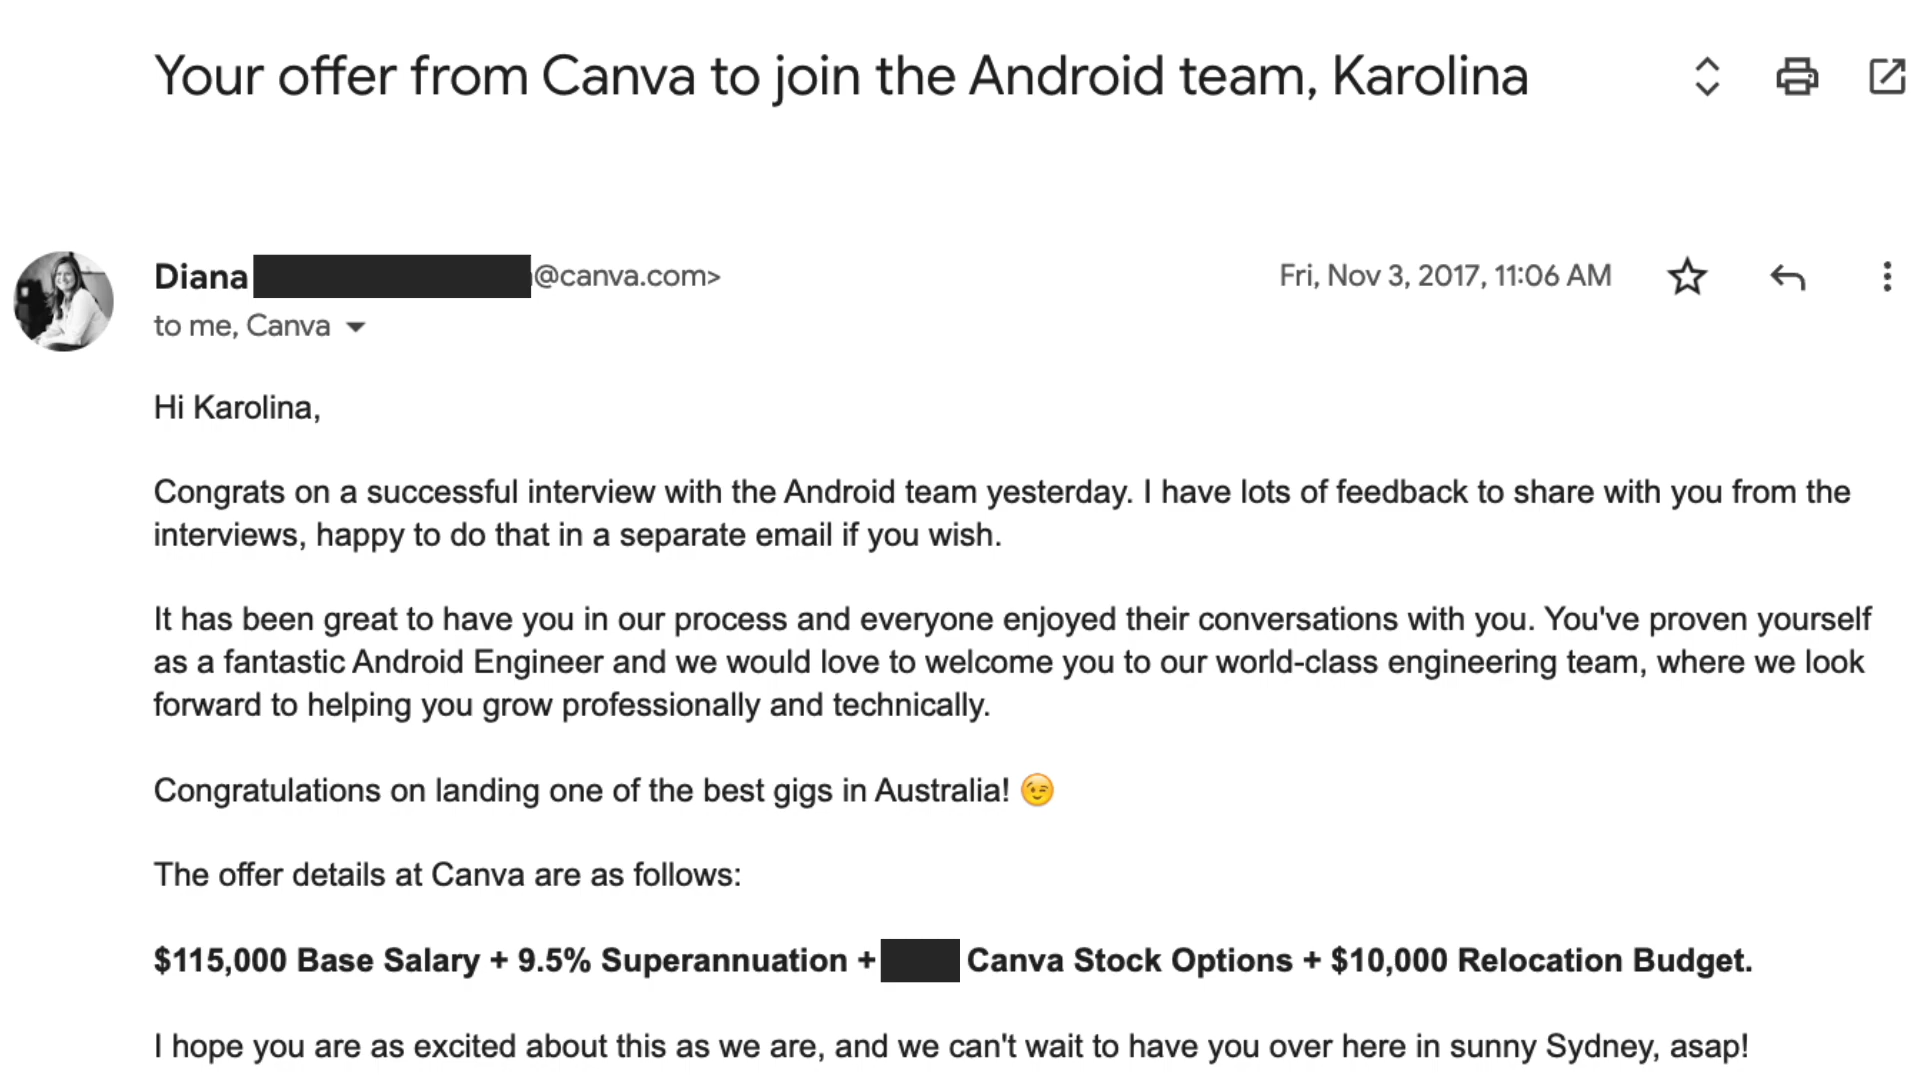 Your offer from Canva to join the Android team, Karolina
Diana @canva.com>
Fri, Nov 3, 2017, 11:06 AM
to me, Canva
Hi Karolina,
Congrats on a successful interview with the Android team yesterday. I have lots of feedback to share with you from the
interviews, happy to do that in a separate email if you wish.
It has been great to have you in our process and everyone enjoyed their conversations with you. You've proven yourself
as a fantastic Android Engineer and we would love to welcome you to our world-class engineering team, where we look
forward to helping you grow professionally and technically.
Congratulations on landing one of the best gigs in Australia! 😉
The offer details at Canva are as follows:
$115,000 Base Salary + 9.5% Superannuation + Canva Stock Options + $10,000 Relocation Budget.
I hope you are as excited about this as we are, and we can't wait to have you over here in sunny Sydney, asap!